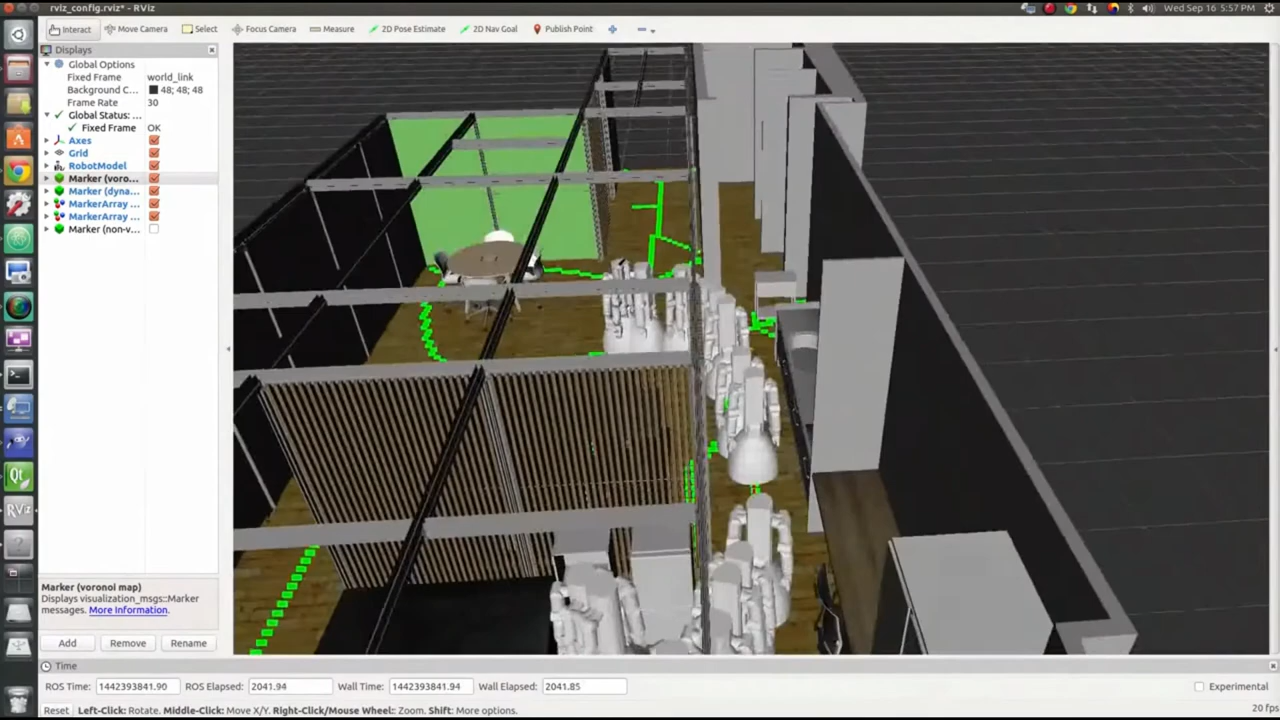 rviz_config.rviz* - RViz
Wed Sep 16 5:57 PM
Interact Move Camera Select Focus Camera Measure 2D Pose Estimate 2D Nav Goal Publish Point
Displays
Global Options
Fixed Frame world_link
Background C... 48; 48; 48
Frame Rate 30
Global Status: ...
Fixed Frame OK
Axes
Grid
RobotModel
Marker (voro...
Marker (dyna...
MarkerArray ...
MarkerArray ...
Marker (non-v...
Qt
RViz
Marker (voronoi map)
Displays visualization_msgs::Marker
messages. More Information.
Add Remove Rename
Time
ROS Time: 1442393841.90 ROS Elapsed: 2041.94 Wall Time: 1442393841.94 Wall Elapsed: 2041.85 Experimental
Reset Left-Click: Rotate. Middle-Click: Move X/Y. Right-Click/Mouse Wheel:: Zoom. Shift: More options. 20 fps